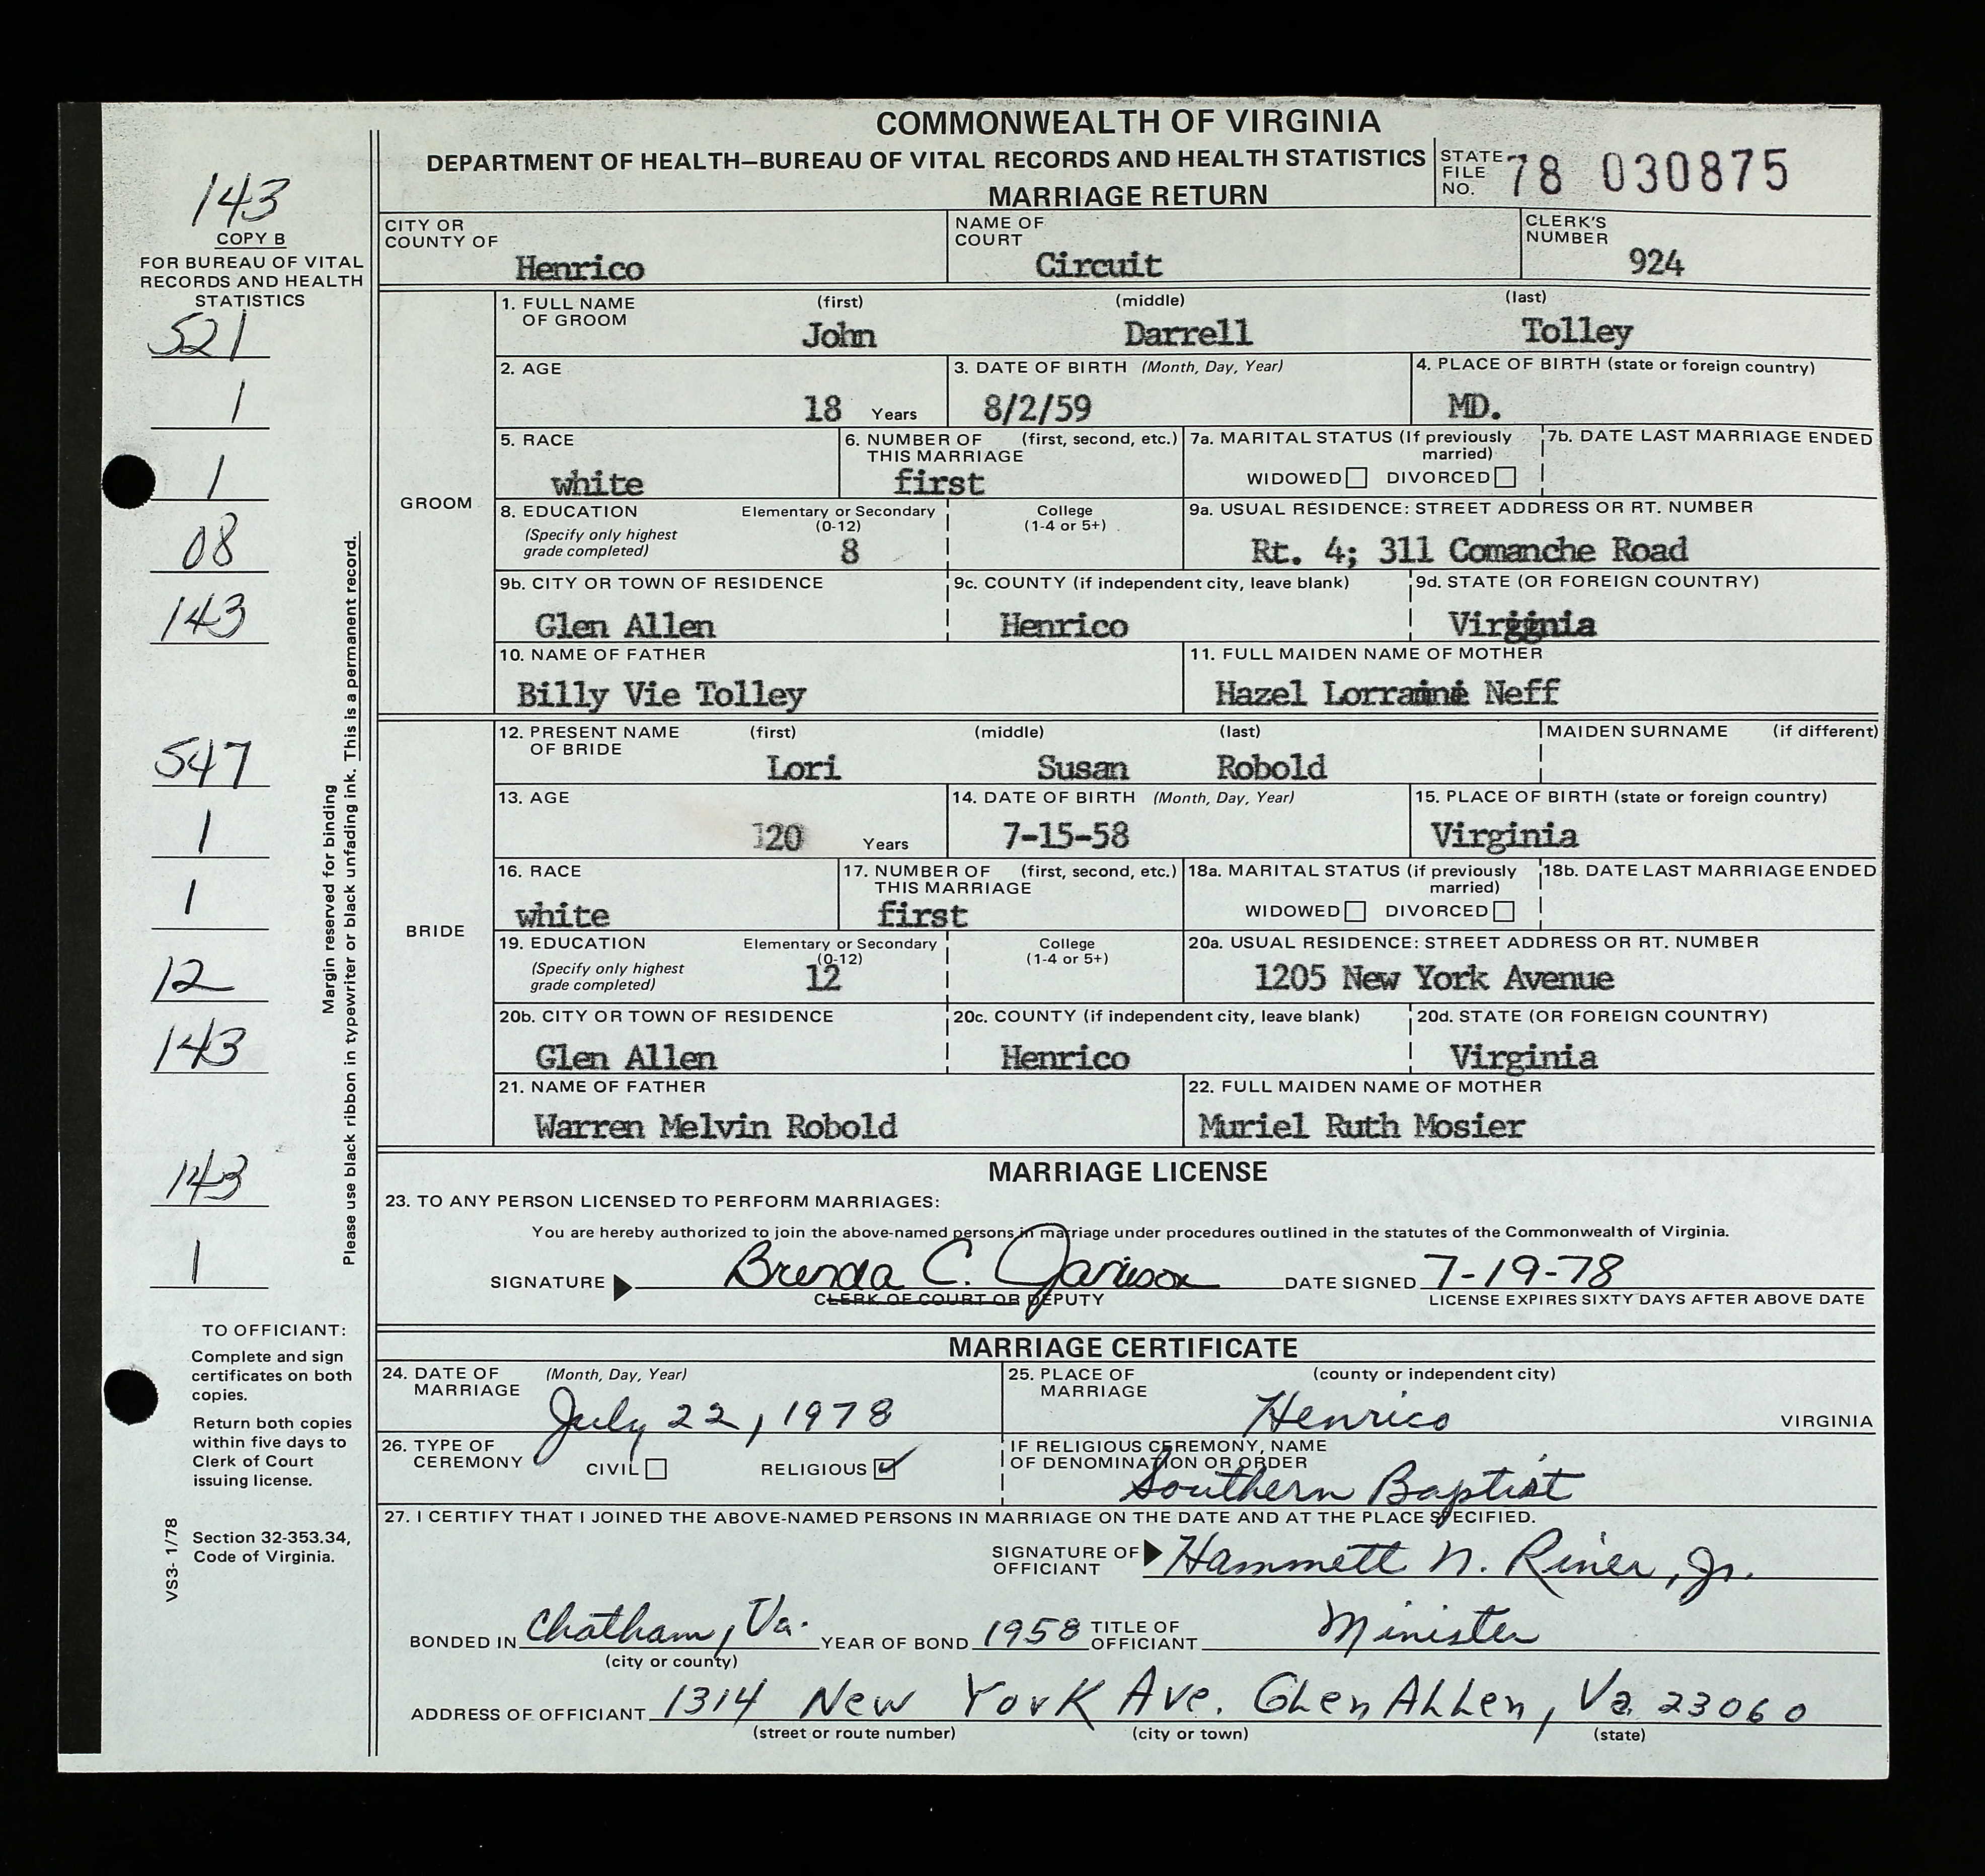 COMMONWEALTH OF VIRGINIA
DEPARTMENT OF HEALTH—BUREAU OF VITAL RECORDS AND HEALTH STATISTICS
MARRIAGE RETURN
STATE FILE NO. 78 030875
143
COPY B
FOR BUREAU OF VITAL
RECORDS AND HEALTH
STATISTICS
521
1
1
08
143
547
1
1
12
143
143
1
Margin reserved for binding
Please use black ribbon in typewriter or black unfading ink. This is a permanent record.
TO OFFICIANT:
Complete and sign
certificates on both
copies.
Return both copies
within five days to
Clerk of Court
issuing license.
Section 32-353.34,
Code of Virginia.
VS3- 1/78
CITY OR COUNTY OF Henrico
NAME OF COURT Circuit
CLERK'S NUMBER 924
GROOM
1. FULL NAME OF GROOM (first) John (middle) Darrell (last) Tolley
2. AGE 18 Years
3. DATE OF BIRTH (Month, Day, Year) 8/2/59
4. PLACE OF BIRTH (state or foreign country) MD.
5. RACE white
6. NUMBER OF THIS MARRIAGE (first, second, etc.) first
7a. MARITAL STATUS (If previously married) WIDOWED DIVORCED
7b. DATE LAST MARRIAGE ENDED
8. EDUCATION (Specify only highest grade completed) Elementary or Secondary (0-12) 8 College (1-4 or 5+)
9a. USUAL RESIDENCE: STREET ADDRESS OR RT. NUMBER Rt. 4; 311 Comanche Road
9b. CITY OR TOWN OF RESIDENCE Glen Allen
9c. COUNTY (if independent city, leave blank) Henrico
9d. STATE (OR FOREIGN COUNTRY) Virginia
10. NAME OF FATHER Billy Vie Tolley
11. FULL MAIDEN NAME OF MOTHER Hazel Lorraine Neff
BRIDE
12. PRESENT NAME OF BRIDE (first) Lori (middle) Susan (last) Robold MAIDEN SURNAME (if different)
13. AGE 20 Years
14. DATE OF BIRTH (Month, Day, Year) 7-15-58
15. PLACE OF BIRTH (state or foreign country) Virginia
16. RACE white
17. NUMBER OF THIS MARRIAGE (first, second, etc.) first
18a. MARITAL STATUS (if previously married) WIDOWED DIVORCED
18b. DATE LAST MARRIAGE ENDED
19. EDUCATION (Specify only highest grade completed) Elementary or Secondary (0-12) 12 College (1-4 or 5+)
20a. USUAL RESIDENCE: STREET ADDRESS OR RT. NUMBER 1205 New York Avenue
20b. CITY OR TOWN OF RESIDENCE Glen Allen
20c. COUNTY (if independent city, leave blank) Henrico
20d. STATE (OR FOREIGN COUNTRY) Virginia
21. NAME OF FATHER Warren Melvin Robold
22. FULL MAIDEN NAME OF MOTHER Muriel Ruth Mosier
MARRIAGE LICENSE
23. TO ANY PERSON LICENSED TO PERFORM MARRIAGES:
You are hereby authorized to join the above-named persons in marriage under procedures outlined in the statutes of the Commonwealth of Virginia.
SIGNATURE Brenda C. DATE SIGNED 7-19-78
CLERK OF COURT OR DEPUTY LICENSE EXPIRES SIXTY DAYS AFTER ABOVE DATE
MARRIAGE CERTIFICATE
24. DATE OF MARRIAGE (Month, Day, Year) July 22, 1978
25. PLACE OF MARRIAGE (county or independent city) Henrico VIRGINIA
26. TYPE OF CEREMONY CIVIL RELIGIOUS ✓
IF RELIGIOUS CEREMONY, NAME OF DENOMINATION OR ORDER Southern Baptist
27. I CERTIFY THAT I JOINED THE ABOVE-NAMED PERSONS IN MARRIAGE ON THE DATE AND AT THE PLACE SPECIFIED.
SIGNATURE OF OFFICIANT Hammett N. Riner, Jr.
BONDED IN Chatham, Va. (city or county) YEAR OF BOND 1958 TITLE OF OFFICIANT Minister
ADDRESS OF OFFICIANT 1314 New York Ave. Glen Allen, Va. 23060
(street or route number) (city or town) (state)